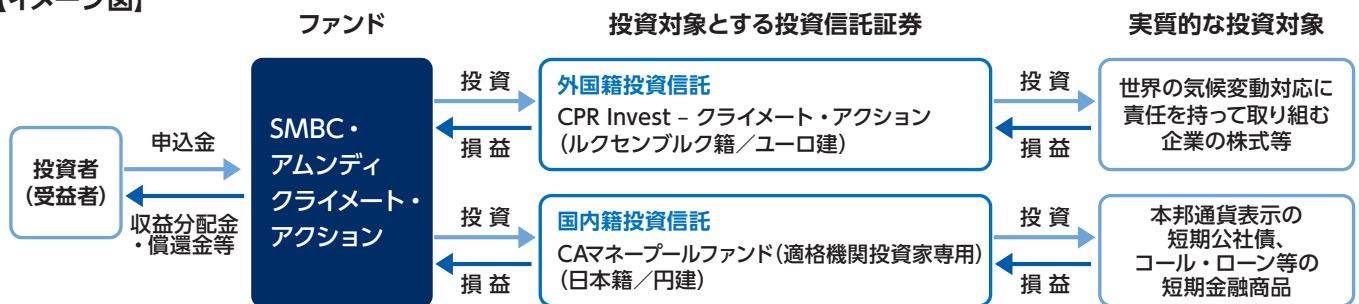 【イメージ図】
ファンド
投資対象とする投資信託証券
実質的な投資対象
投資者
(受益者)
申込金
収益分配金
・償還金等
SMBC・
アムンディ
クライメート・
アクション
投 資
損 益
外国籍投資信託
CPR Invest – クライメート・アクション
(ルクセンブルク籍／ユーロ建)
投 資
損 益
世界の気候変動対応に
責任を持って取り組む
企業の株式等
投 資
損 益
国内籍投資信託
CAマネープールファンド(適格機関投資家専用)
(日本籍／円建)
投 資
損 益
本邦通貨表示の
短期公社債、
コール・ローン等の
短期金融商品